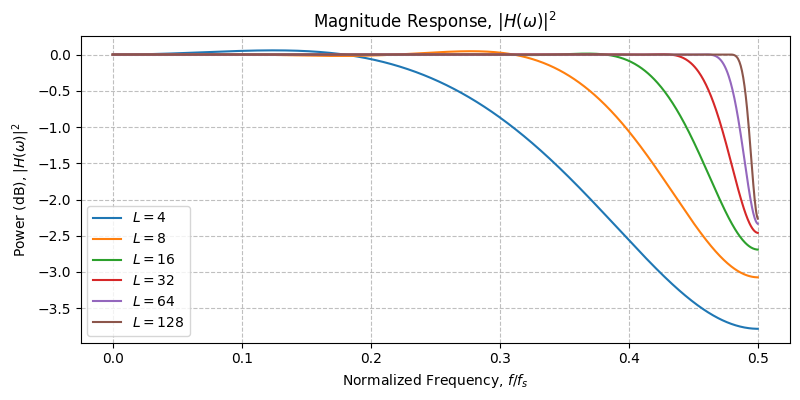 Magnitude Response, |H(ω)|²
Power (dB), |H(ω)|²
0.0
−0.5
−1.0
−1.5
−2.0
−2.5
−3.0
−3.5
L = 4
L = 8
L = 16
L = 32
L = 64
L = 128
0.0 0.1 0.2 0.3 0.4 0.5
Normalized Frequency, f/fₛ